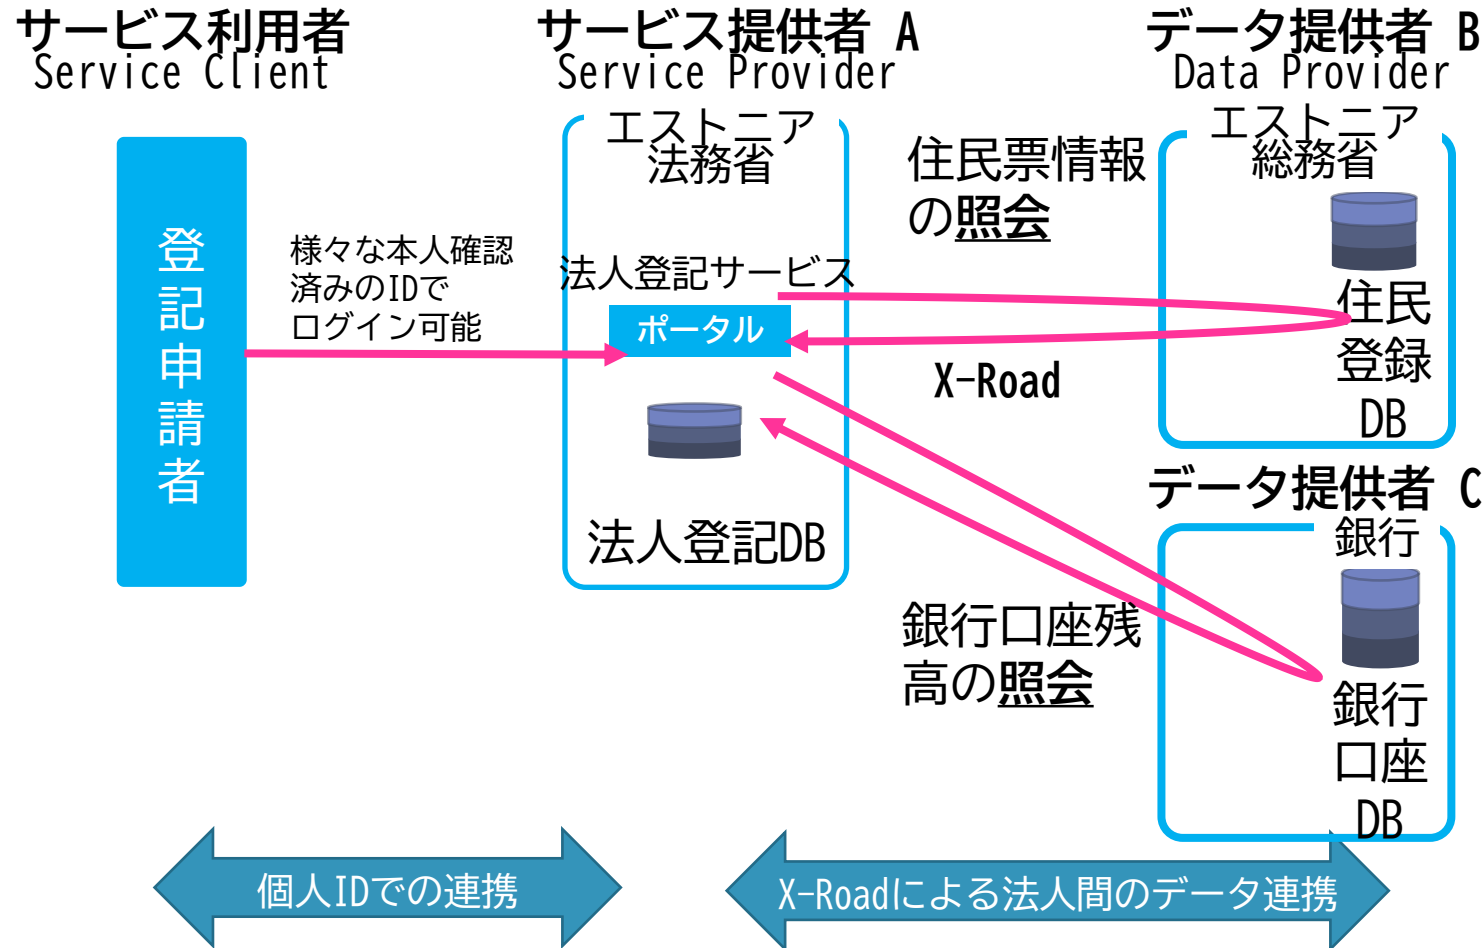 サービス利用者
Service Client
登
記
申
請
者
様々な本人確認
済みのIDで
ログイン可能
サービス提供者 A
Service Provider
エストニア
法務省
法人登記サービス
ポータル
法人登記DB
住民票情報
の照会
X-Road
銀行口座残
高の照会
データ提供者 B
Data Provider
エストニア
総務省
住民
登録
DB
データ提供者 C
銀行
銀行
口座
DB
個人IDでの連携
X-Roadによる法人間のデータ連携